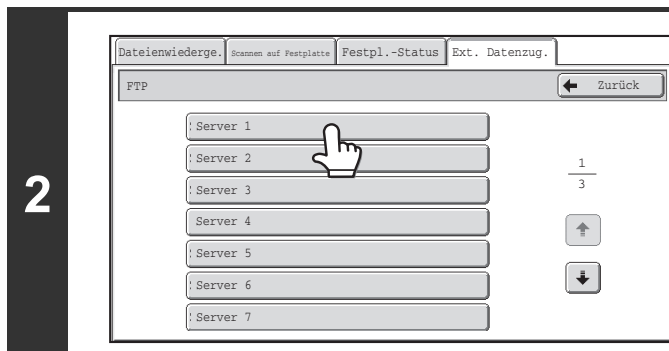 2
Dateienwiederge. Scannen auf Festplatte Festpl.-Status Ext. Datenzug.
FTP Zurück
Server 1
Server 2
Server 3
Server 4
Server 5
Server 6
Server 7
1
3